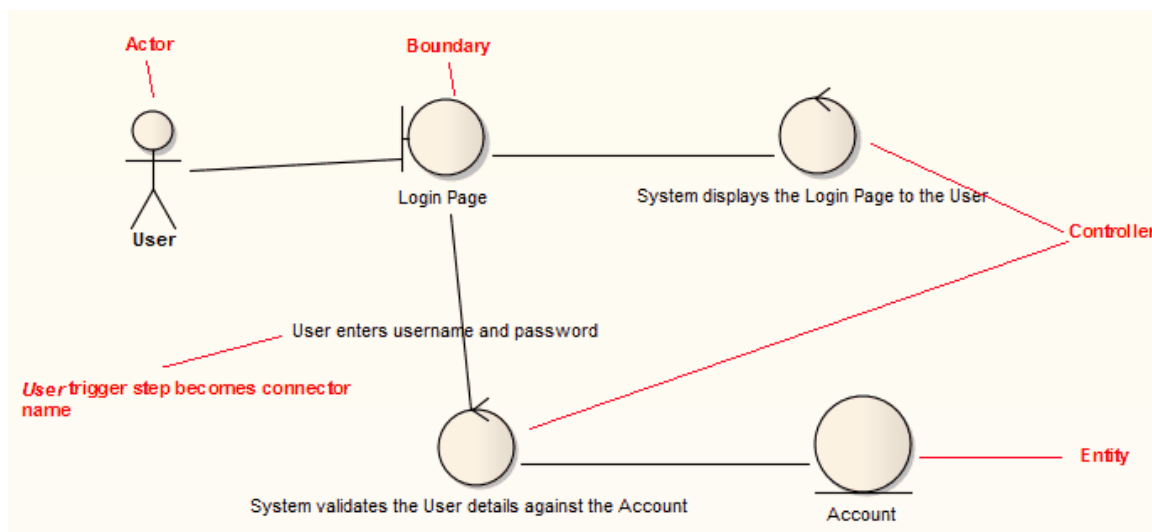 Actor
Boundary
Login Page
System displays the Login Page to the User
User
Controller
User enters username and password
User trigger step becomes connector
name
Entity
System validates the User details against the Account
Account